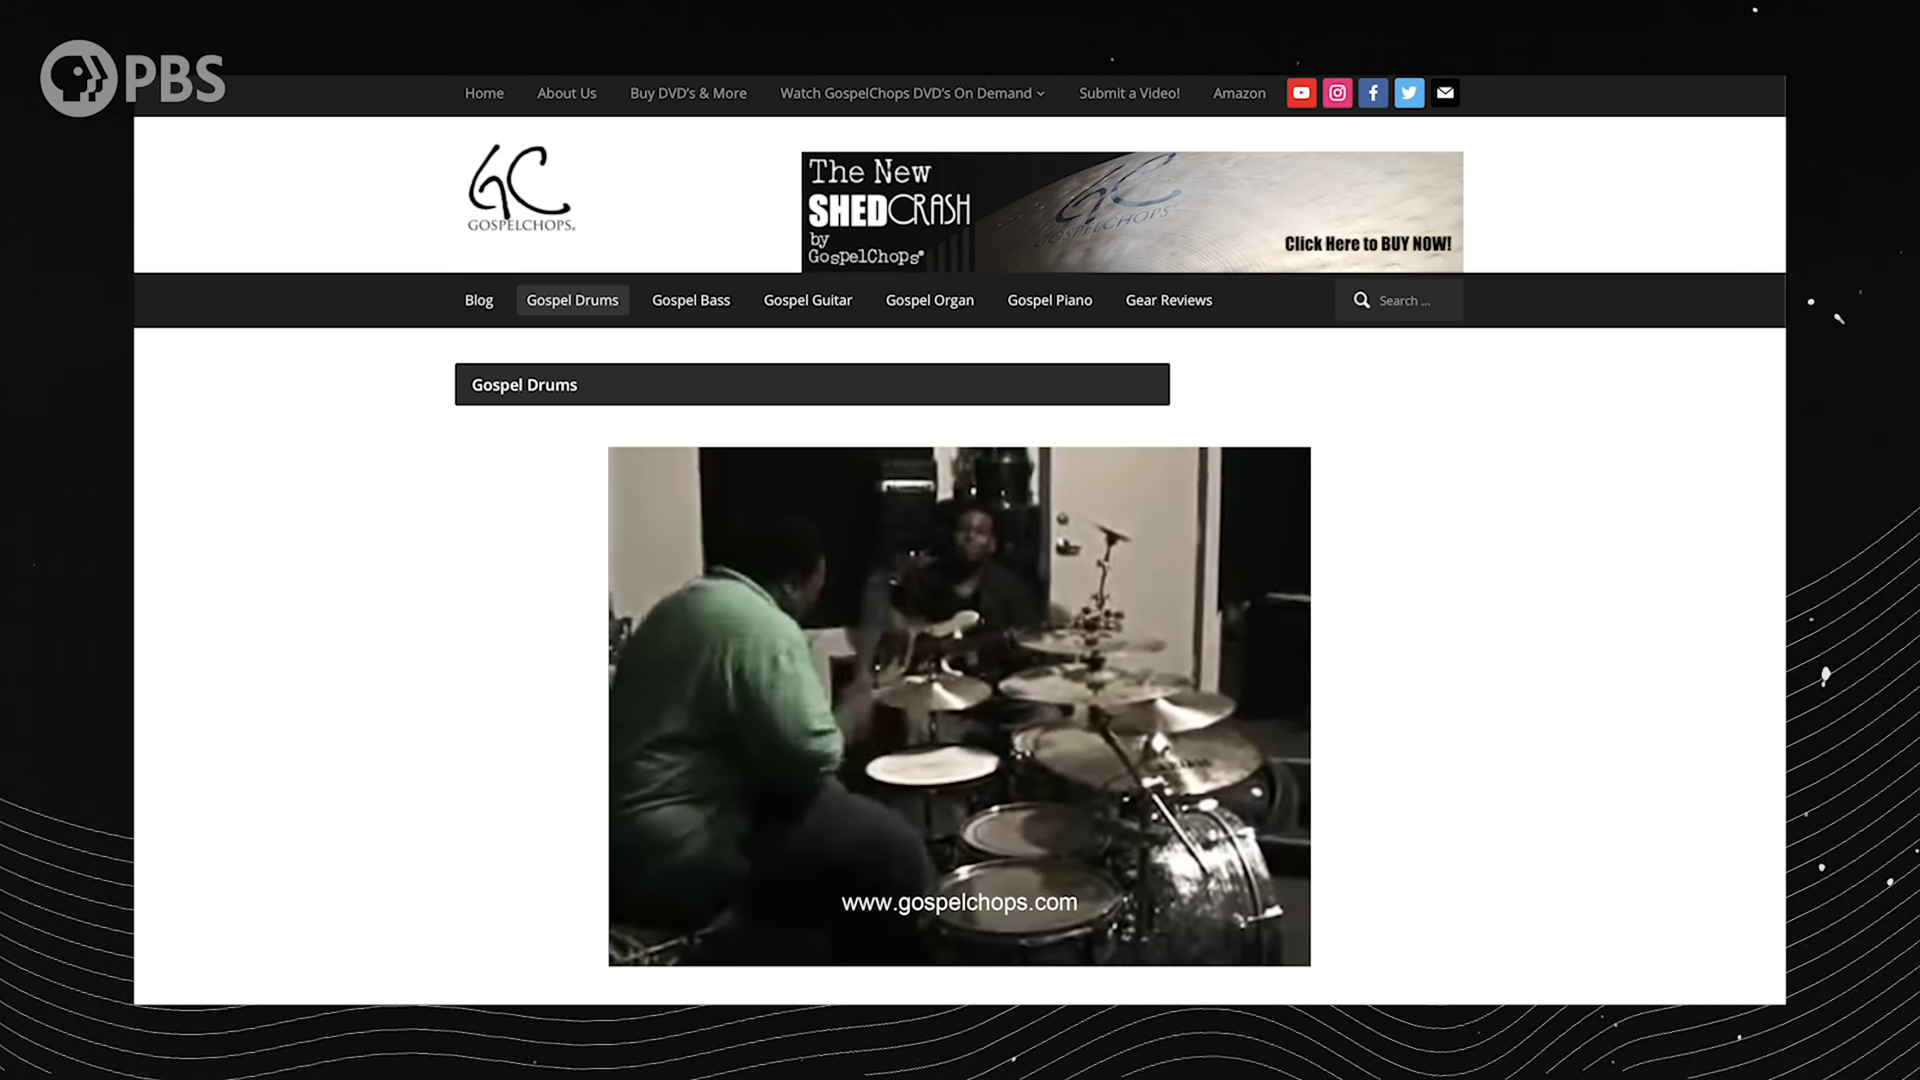 PBS
Home About Us Buy DVD's & More Watch GospelChops DVD's On Demand Submit a Video! Amazon
GC
GOSPELCHOPS®
The New
SHEDCRASH
by
GospelChops®
GC
GOSPELCHOPS®
Click Here to BUY NOW!
Blog Gospel Drums Gospel Bass Gospel Guitar Gospel Organ Gospel Piano Gear Reviews Search ...
Gospel Drums
www.gospelchops.com